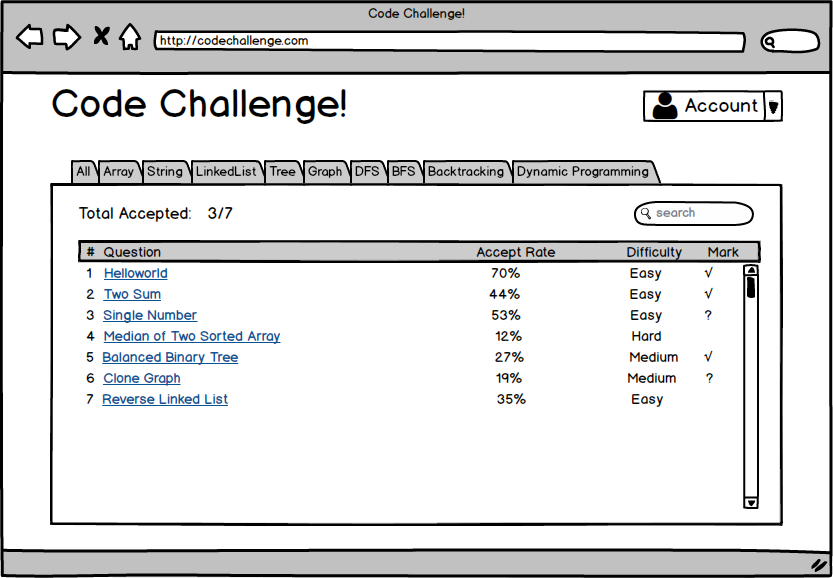 Code Challenge!
http://codechallenge.com
Code Challenge!
Account
All Array String LinkedList Tree Graph DFS BFS Backtracking Dynamic Programming
Total Accepted: 3/7
search
# Question Accept Rate Difficulty Mark
1 Helloworld 70% Easy √
2 Two Sum 44% Easy √
3 Single Number 53% Easy ?
4 Median of Two Sorted Array 12% Hard
5 Balanced Binary Tree 27% Medium √
6 Clone Graph 19% Medium ?
7 Reverse Linked List 35% Easy